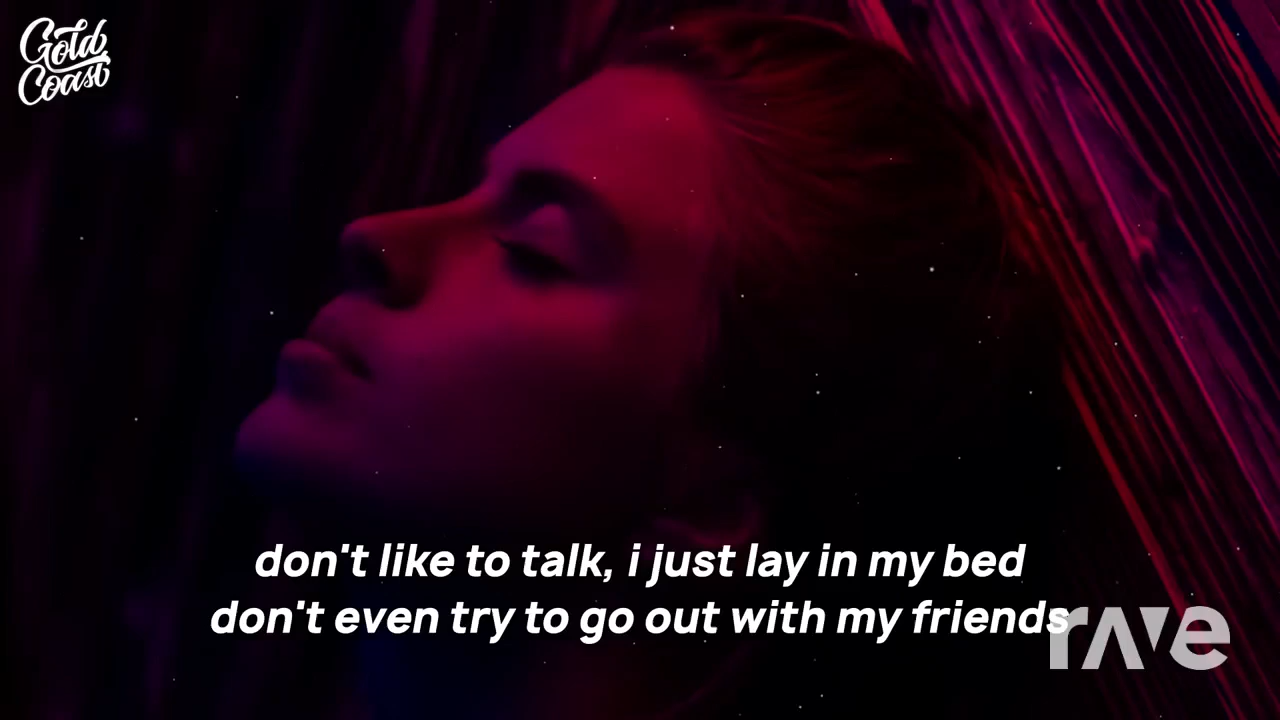 Gold
Coast
don't like to talk, i just lay in my bed
don't even try to go out with my friends
rave